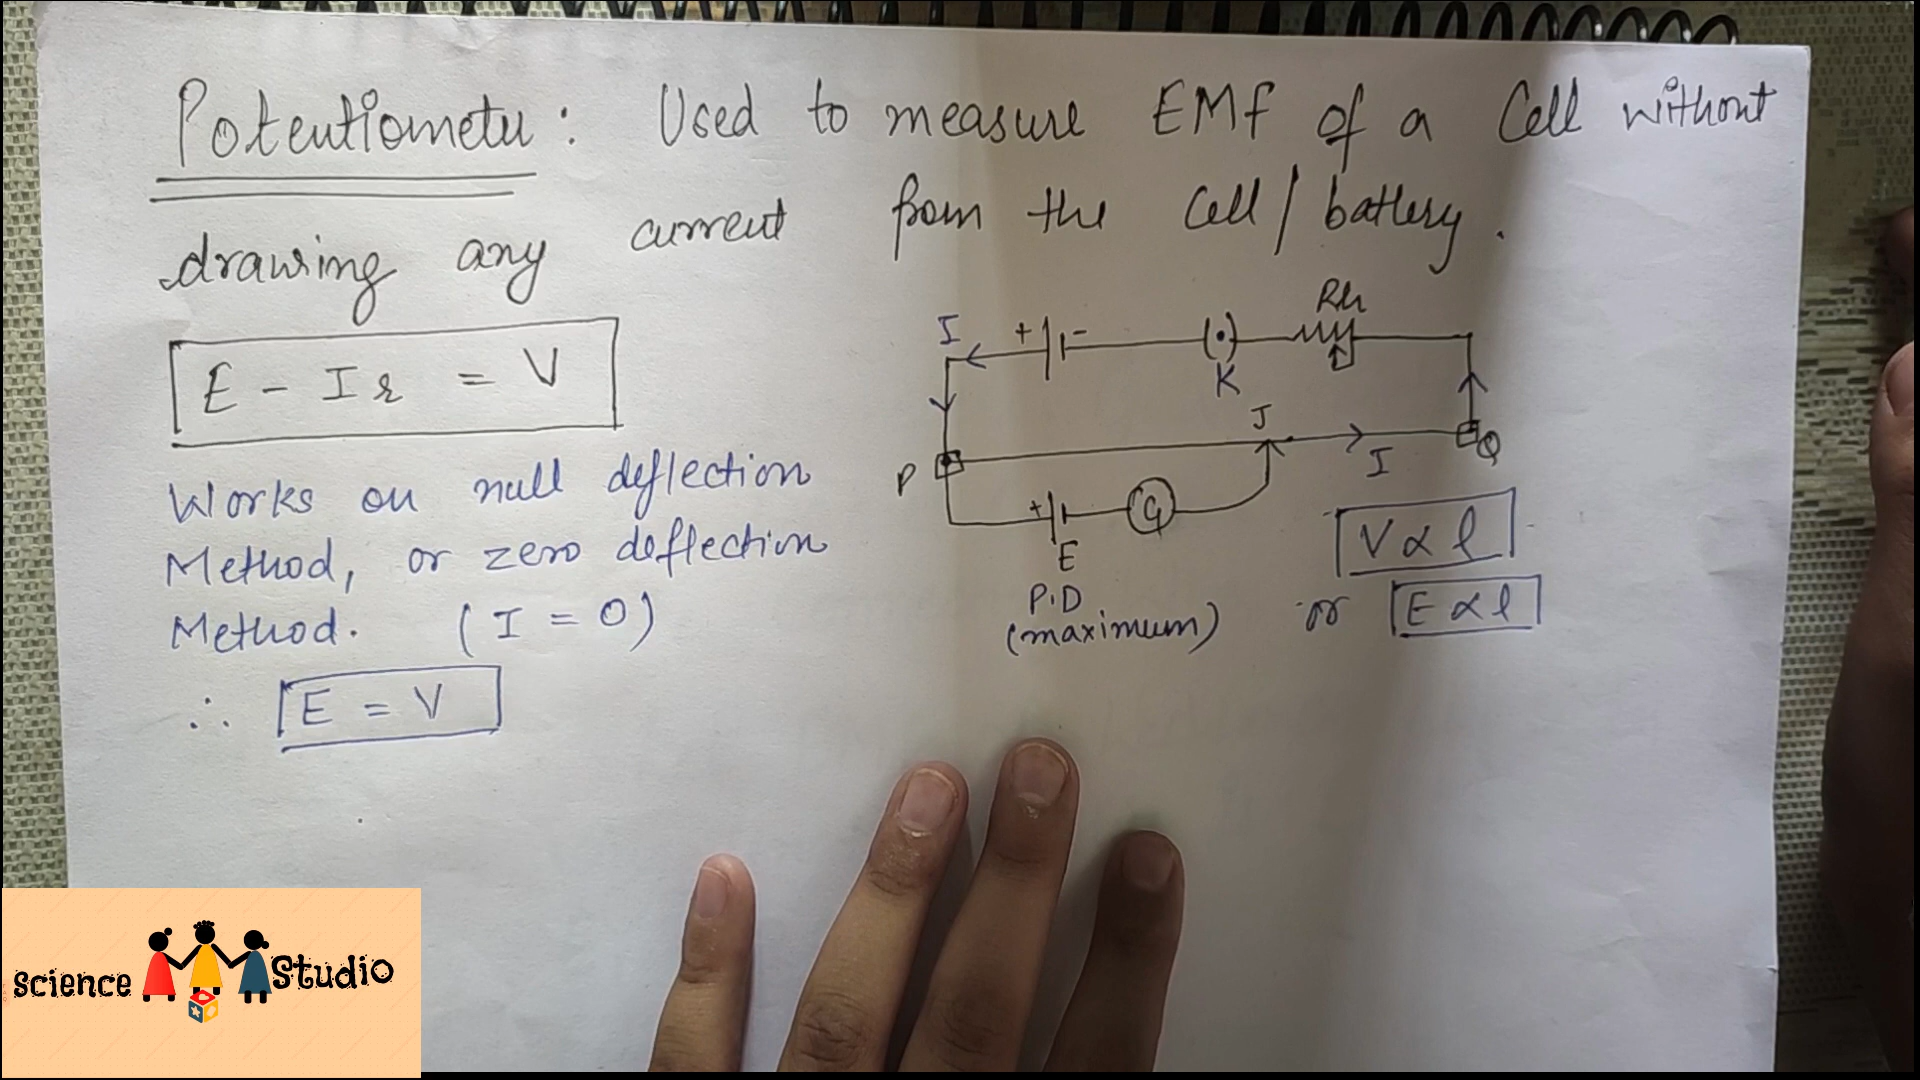 Potentiometer : Used to measure EMF of a Cell without
drawing any current from the Cell / battery.
E - Ir = V
Works on null deflection
Method, or zero deflection
Method. ( I = 0 )
∴ E = V
I
+ -
K
Rh
P
J
I
Q
+
E
G
P.D
(maximum)
V ∝ l
or E ∝ l
Science Studio